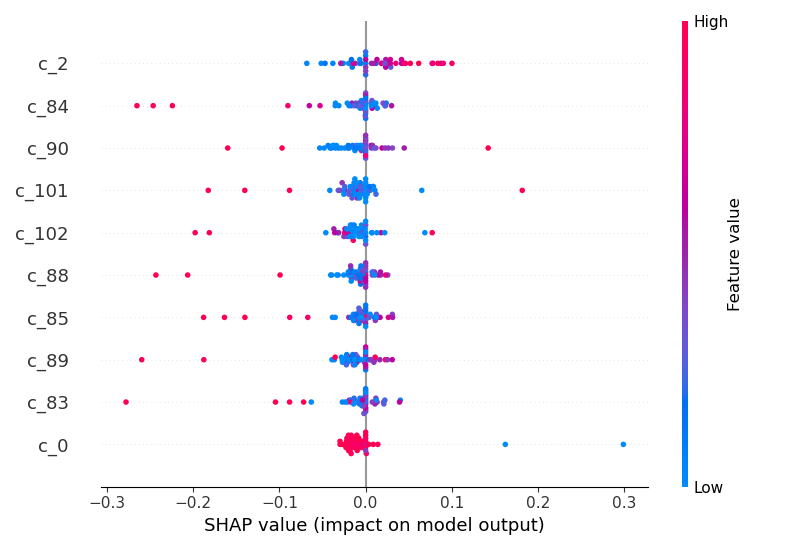 High
c_2
c_84
c_90
c_101
c_102
c_88
c_85
c_89
c_83
c_0
Feature value
Low
−0.3 −0.2 −0.1 0.0 0.1 0.2 0.3
SHAP value (impact on model output)